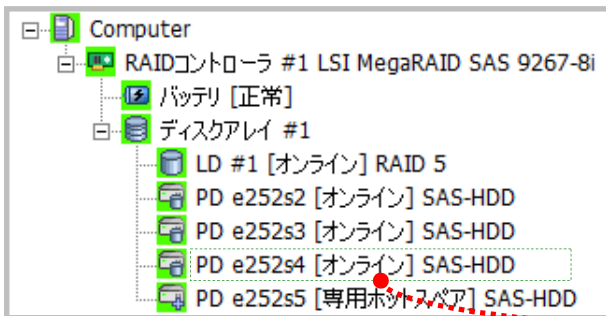 Computer
RAIDコントローラ #1 LSI MegaRAID SAS 9267-8i
バッテリ [正常]
ディスクアレイ #1
LD #1 [オンライン] RAID 5
PD e252s2 [オンライン] SAS-HDD
PD e252s3 [オンライン] SAS-HDD
PD e252s4 [オンライン] SAS-HDD
PD e252s5 [専用ホットスペア] SAS-HDD